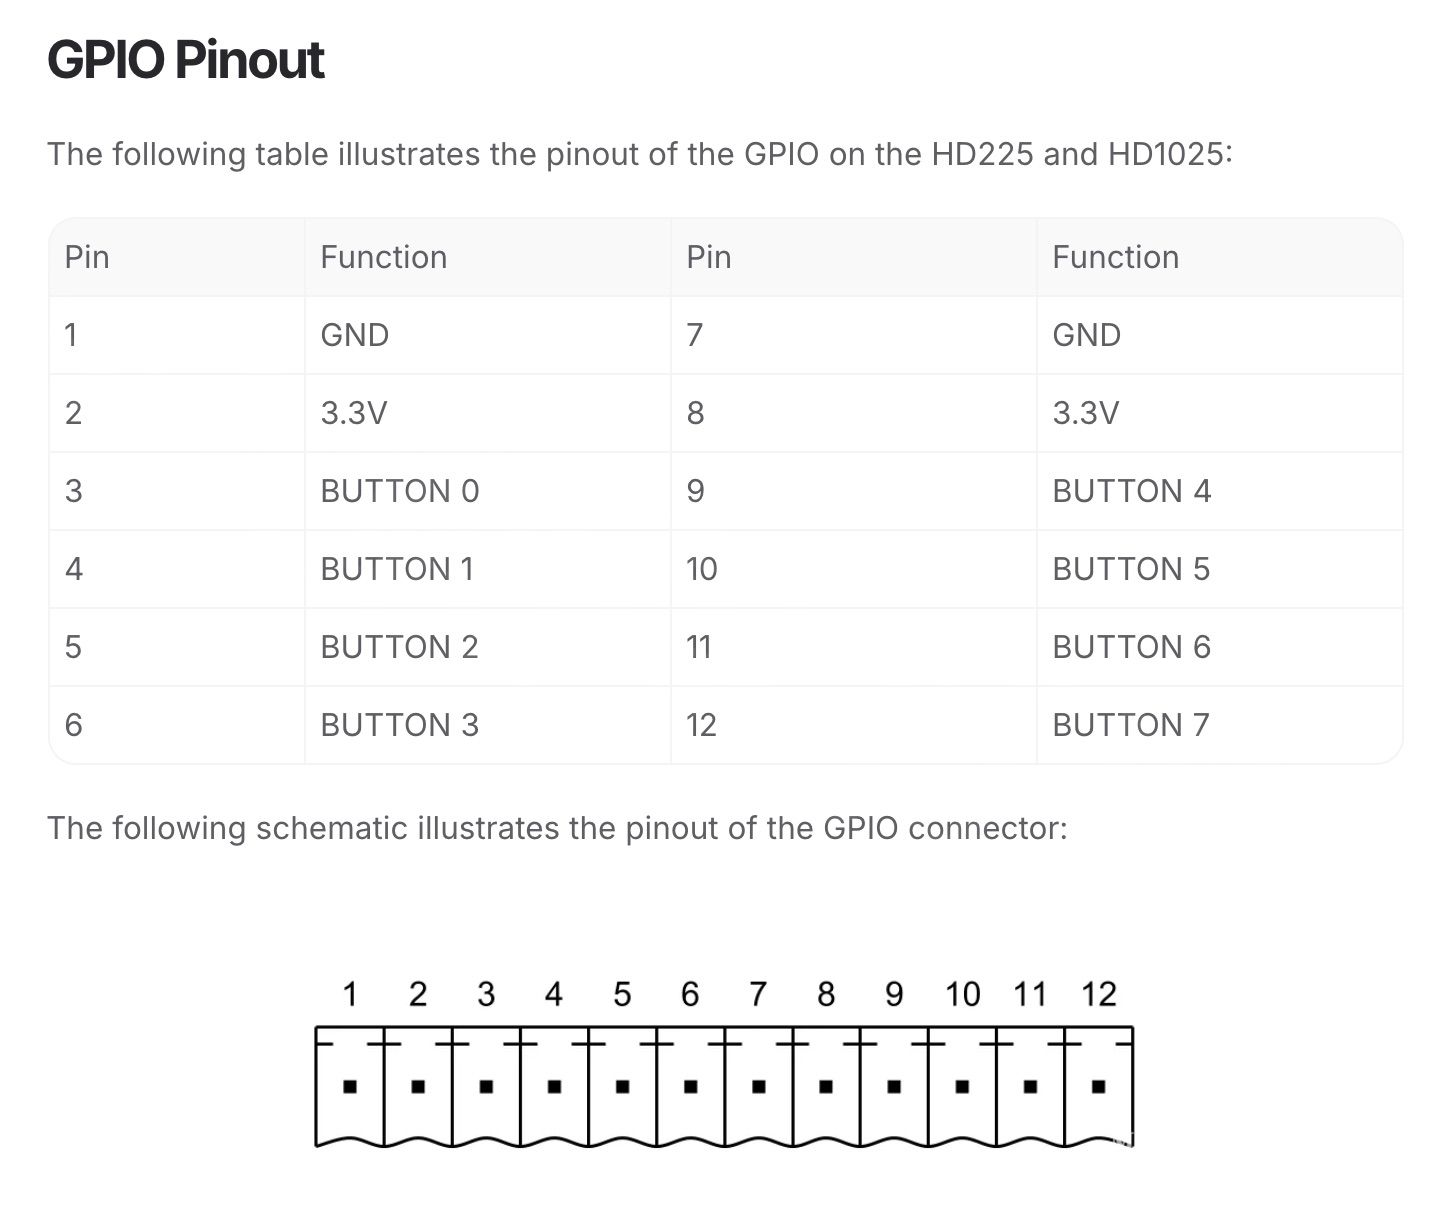 GPIO Pinout
The following table illustrates the pinout of the GPIO on the HD225 and HD1025:
Pin Function Pin Function
1 GND 7 GND
2 3.3V 8 3.3V
3 BUTTON 0 9 BUTTON 4
4 BUTTON 1 10 BUTTON 5
5 BUTTON 2 11 BUTTON 6
6 BUTTON 3 12 BUTTON 7
The following schematic illustrates the pinout of the GPIO connector:
1 2 3 4 5 6 7 8 9 10 11 12